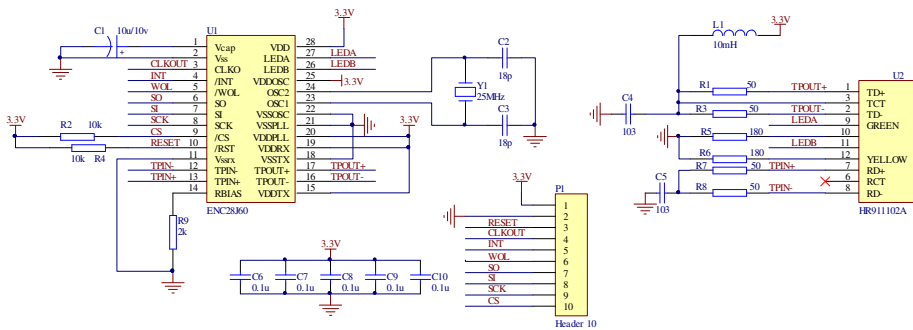 C1
10u/10v
+
U1
3.3V
1 Vcap VDD 28
2 Vss LEDA 27 LEDA
CLKOUT 3 CLKO LEDB 26 LEDB
INT 4 /INT VDDOSC 25 3.3V
WOL 5 /WOL OSC2 24
SO 6 SO OSC1 23
SI 7 SI VSSOSC 22
SCK 8 SCK VSSPLL 21
CS 9 /CS VDDPLL 20
RESET 10 /RST VDDRX 19
11 Vssrx VSSTX 18
TPIN- 12 TPIN- TPOUT+ 17 TPOUT+
TPIN+ 13 TPIN+ TPOUT- 16 TPOUT-
14 RBIAS VDDTX 15
ENC28J60
3.3V
R2 10k
10k R4
R9
2k
3.3V
C2
18p
Y1
25MHz
C3
18p
3.3V
C6 C7 C8 C9 C10
0.1u 0.1u 0.1u 0.1u 0.1u
P1
3.3V
1
2
RESET 3
CLKOUT 4
INT 5
WOL 6
SO 7
SI 8
SCK 9
CS 10
Header 10
L1
10mH
3.3V
C4
103
C5
103
U2
R1 50 TPOUT+ 1 TD+
3 TCT
R3 50 TPOUT- 2 TD-
LEDA 9 GREEN
R5 180 10
LEDB 11
R6 180 12 YELLOW
R7 50 TPIN+ 7 RD+
6 RCT
R8 50 TPIN- 8 RD-
HR911102A